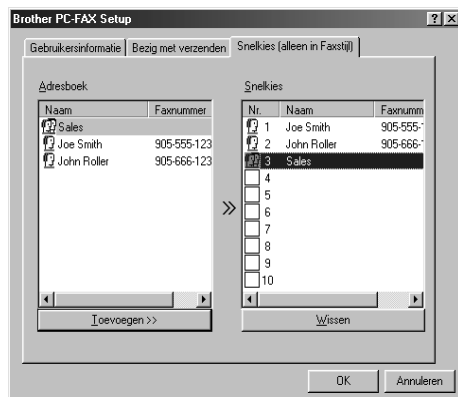 Brother PC-FAX Setup
Gebruikersinformatie Bezig met verzenden Snelkies (alleen in Faxstijl)
Adresboek
Naam Faxnummer
Sales
Joe Smith 905-555-123
John Roller 905-666-123
Toevoegen >>
Snelkies
Nr. Naam Faxnumm
1 Joe Smith 905-555-
2 John Roller 905-666-
3 Sales
4
5
6
7
8
9
10
Wissen
OK Annuleren